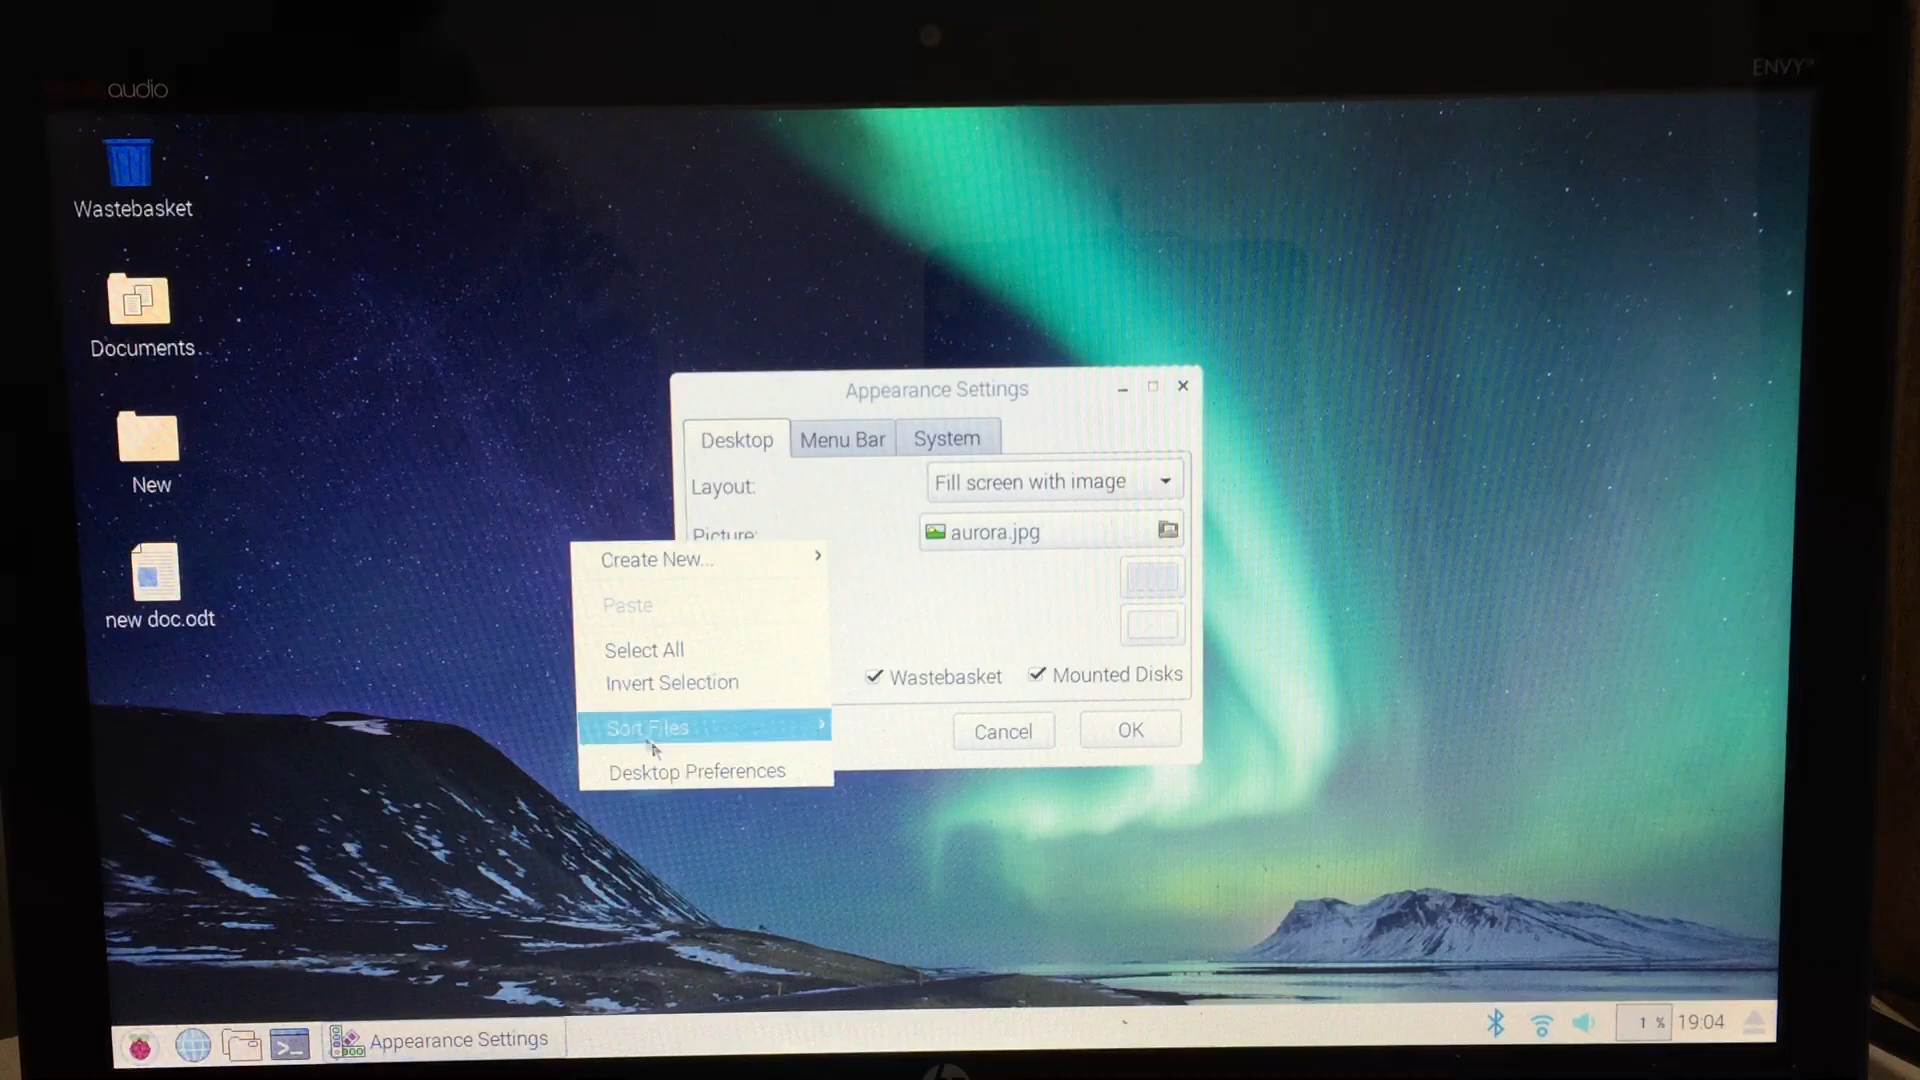 audio
ENVY
Wastebasket
Documents
New
new doc.odt
Appearance Settings
Desktop
Menu Bar
System
Layout:
Fill screen with image
Picture:
aurora.jpg
Create New...
Paste
Select All
Invert Selection
Sort Files
Desktop Preferences
Wastebasket
Mounted Disks
Cancel
OK
>_
Appearance Settings
1 %
19:04
hp